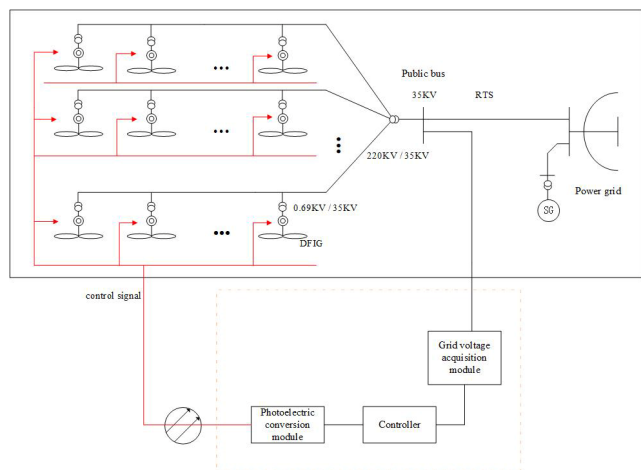 Public bus
35KV
RTS
220KV / 35KV
Power grid
0.69KV / 35KV
SG
DFIG
control signal
Grid voltage
acquisition
module
Photoelectric
conversion
module
Controller